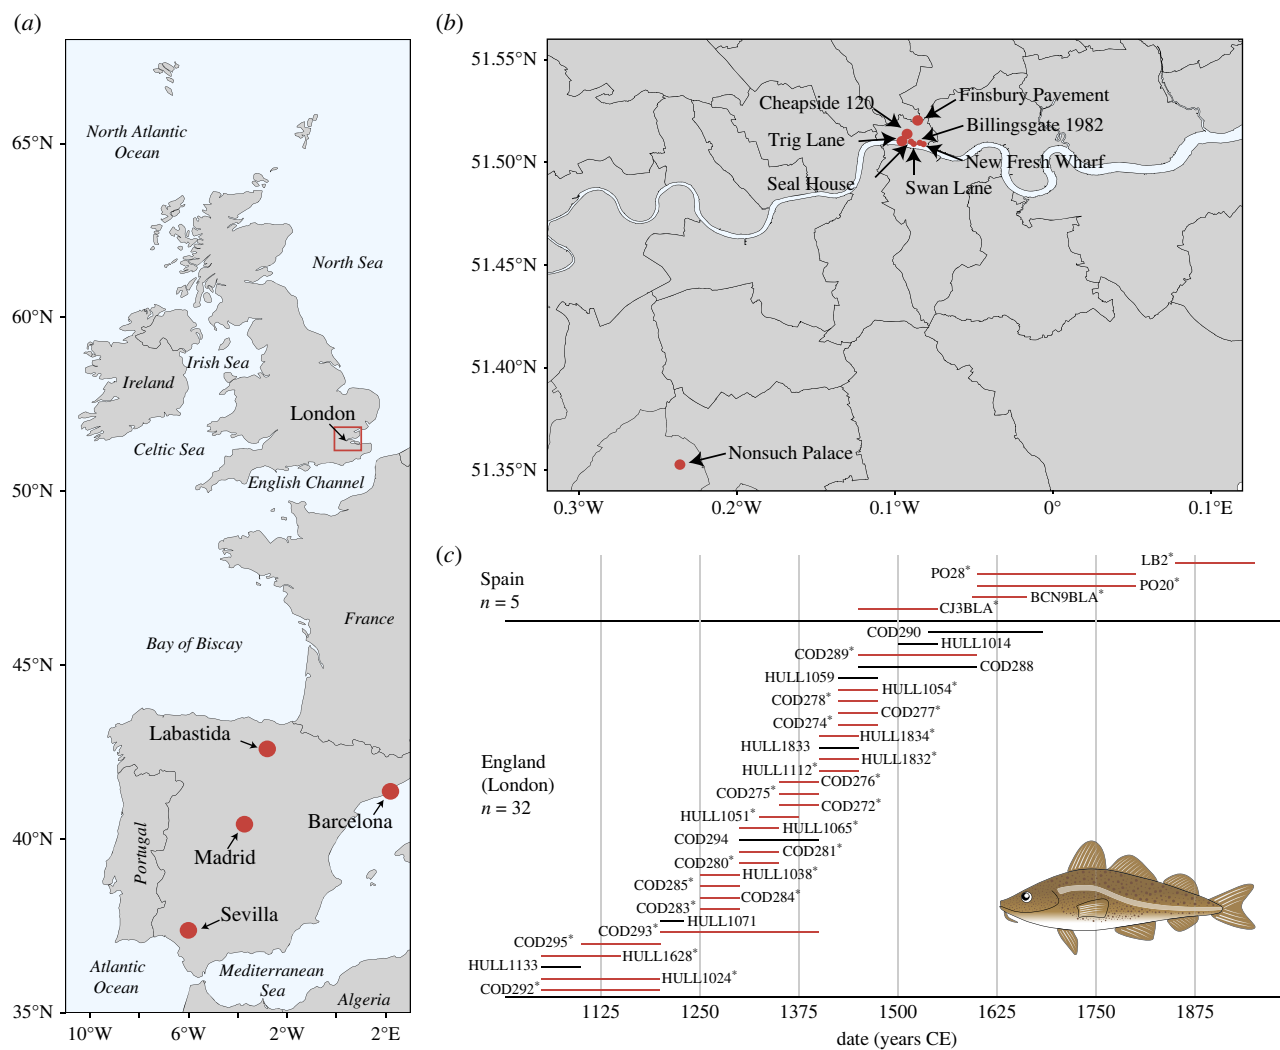 (a)
65°N
60°N
50°N
45°N
40°N
35°N
10°W
6°W
2°W
2°E
North Atlantic
Ocean
North Sea
Irish Sea
Ireland
London
Celtic Sea
English Channel
France
Bay of Biscay
Labastida
Barcelona
Madrid
Portugal
Sevilla
Atlantic
Ocean
Mediterranean
Sea
Algeria
(b)
51.55°N
51.50°N
51.45°N
51.40°N
51.35°N
0.3°W
0.2°W
0.1°W
0°
0.1°E
Cheapside 120
Finsbury Pavement
Trig Lane
Billingsgate 1982
New Fresh Wharf
Seal House
Swan Lane
Nonsuch Palace
(c)
Spain
n = 5
LB2*
PO28*
PO20*
BCN9BLA*
CJ3BLA*
England
(London)
n = 32
COD290
HULL1014
COD289*
COD288
HULL1059
HULL1054*
COD278*
COD277*
COD274*
HULL1834*
HULL1833
HULL1832*
HULL1112*
COD276*
COD275*
COD272*
HULL1051*
HULL1065*
COD294
COD281*
COD280*
HULL1038*
COD285*
COD284*
COD283*
HULL1071
COD293*
COD295*
HULL1628*
HULL1133
HULL1024*
COD292*
1125
1250
1375
1500
1625
1750
1875
date (years CE)